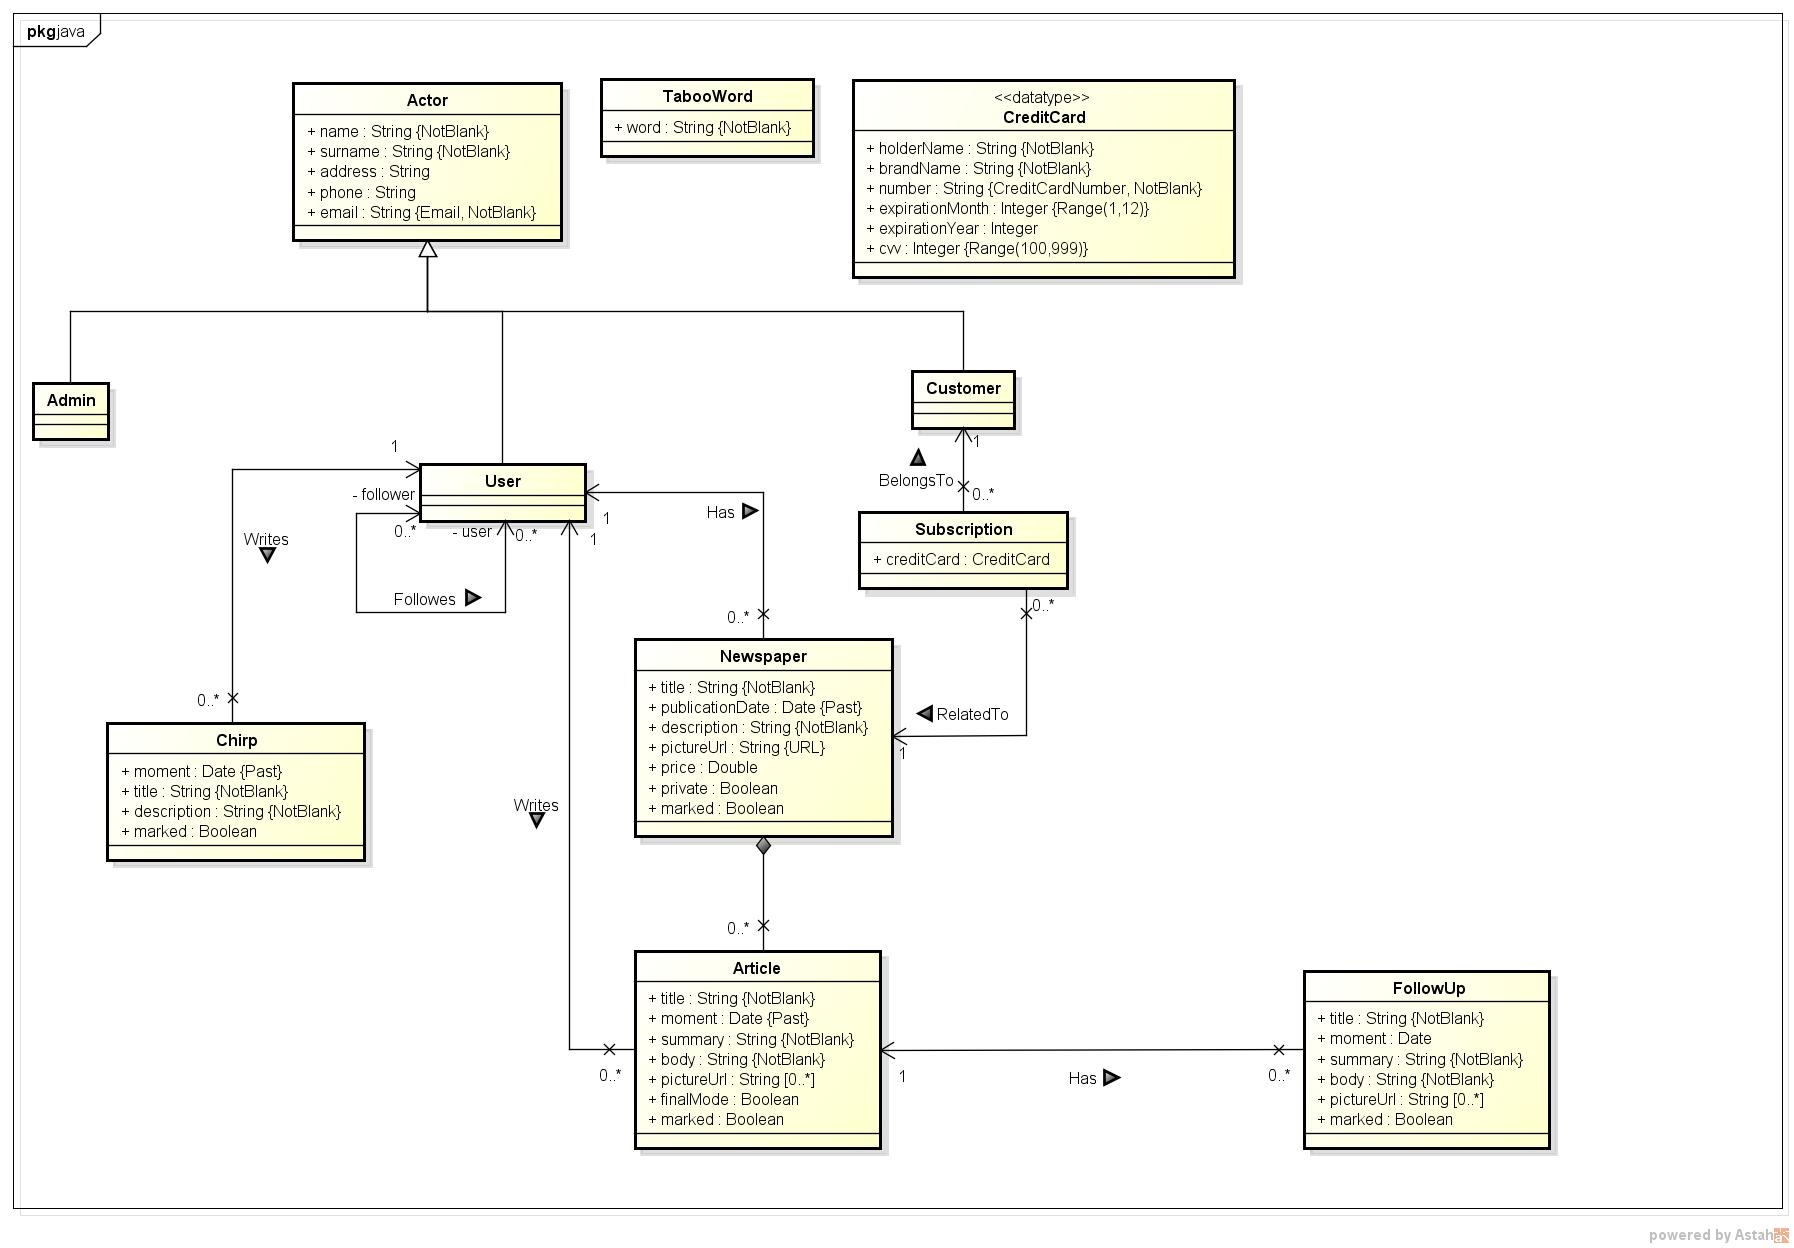 pkg java
Actor
+ name : String {NotBlank}
+ surname : String {NotBlank}
+ address : String
+ phone : String
+ email : String {Email, NotBlank}
TabooWord
+ word : String {NotBlank}
<<datatype>>
CreditCard
+ holderName : String {NotBlank}
+ brandName : String {NotBlank}
+ number : String {CreditCardNumber, NotBlank}
+ expirationMonth : Integer {Range(1,12)}
+ expirationYear : Integer
+ cvv : Integer {Range(100,999)}
Admin
Customer
1
BelongsTo
0..*
1
User
- follower
0..*
- user
0..*
1
1
Has
Writes
Followes
0..*
Subscription
+ creditCard : CreditCard
0..*
Newspaper
+ title : String {NotBlank}
+ publicationDate : Date {Past}
+ description : String {NotBlank}
+ pictureUrl : String {URL}
+ price : Double
+ private : Boolean
+ marked : Boolean
RelatedTo
1
0..*
Chirp
+ moment : Date {Past}
+ title : String {NotBlank}
+ description : String {NotBlank}
+ marked : Boolean
Writes
0..*
Article
+ title : String {NotBlank}
+ moment : Date {Past}
+ summary : String {NotBlank}
+ body : String {NotBlank}
+ pictureUrl : String [0..*]
+ finalMode : Boolean
+ marked : Boolean
0..*
1
Has
0..*
FollowUp
+ title : String {NotBlank}
+ moment : Date
+ summary : String {NotBlank}
+ body : String {NotBlank}
+ pictureUrl : String [0..*]
+ marked : Boolean
powered by Astah